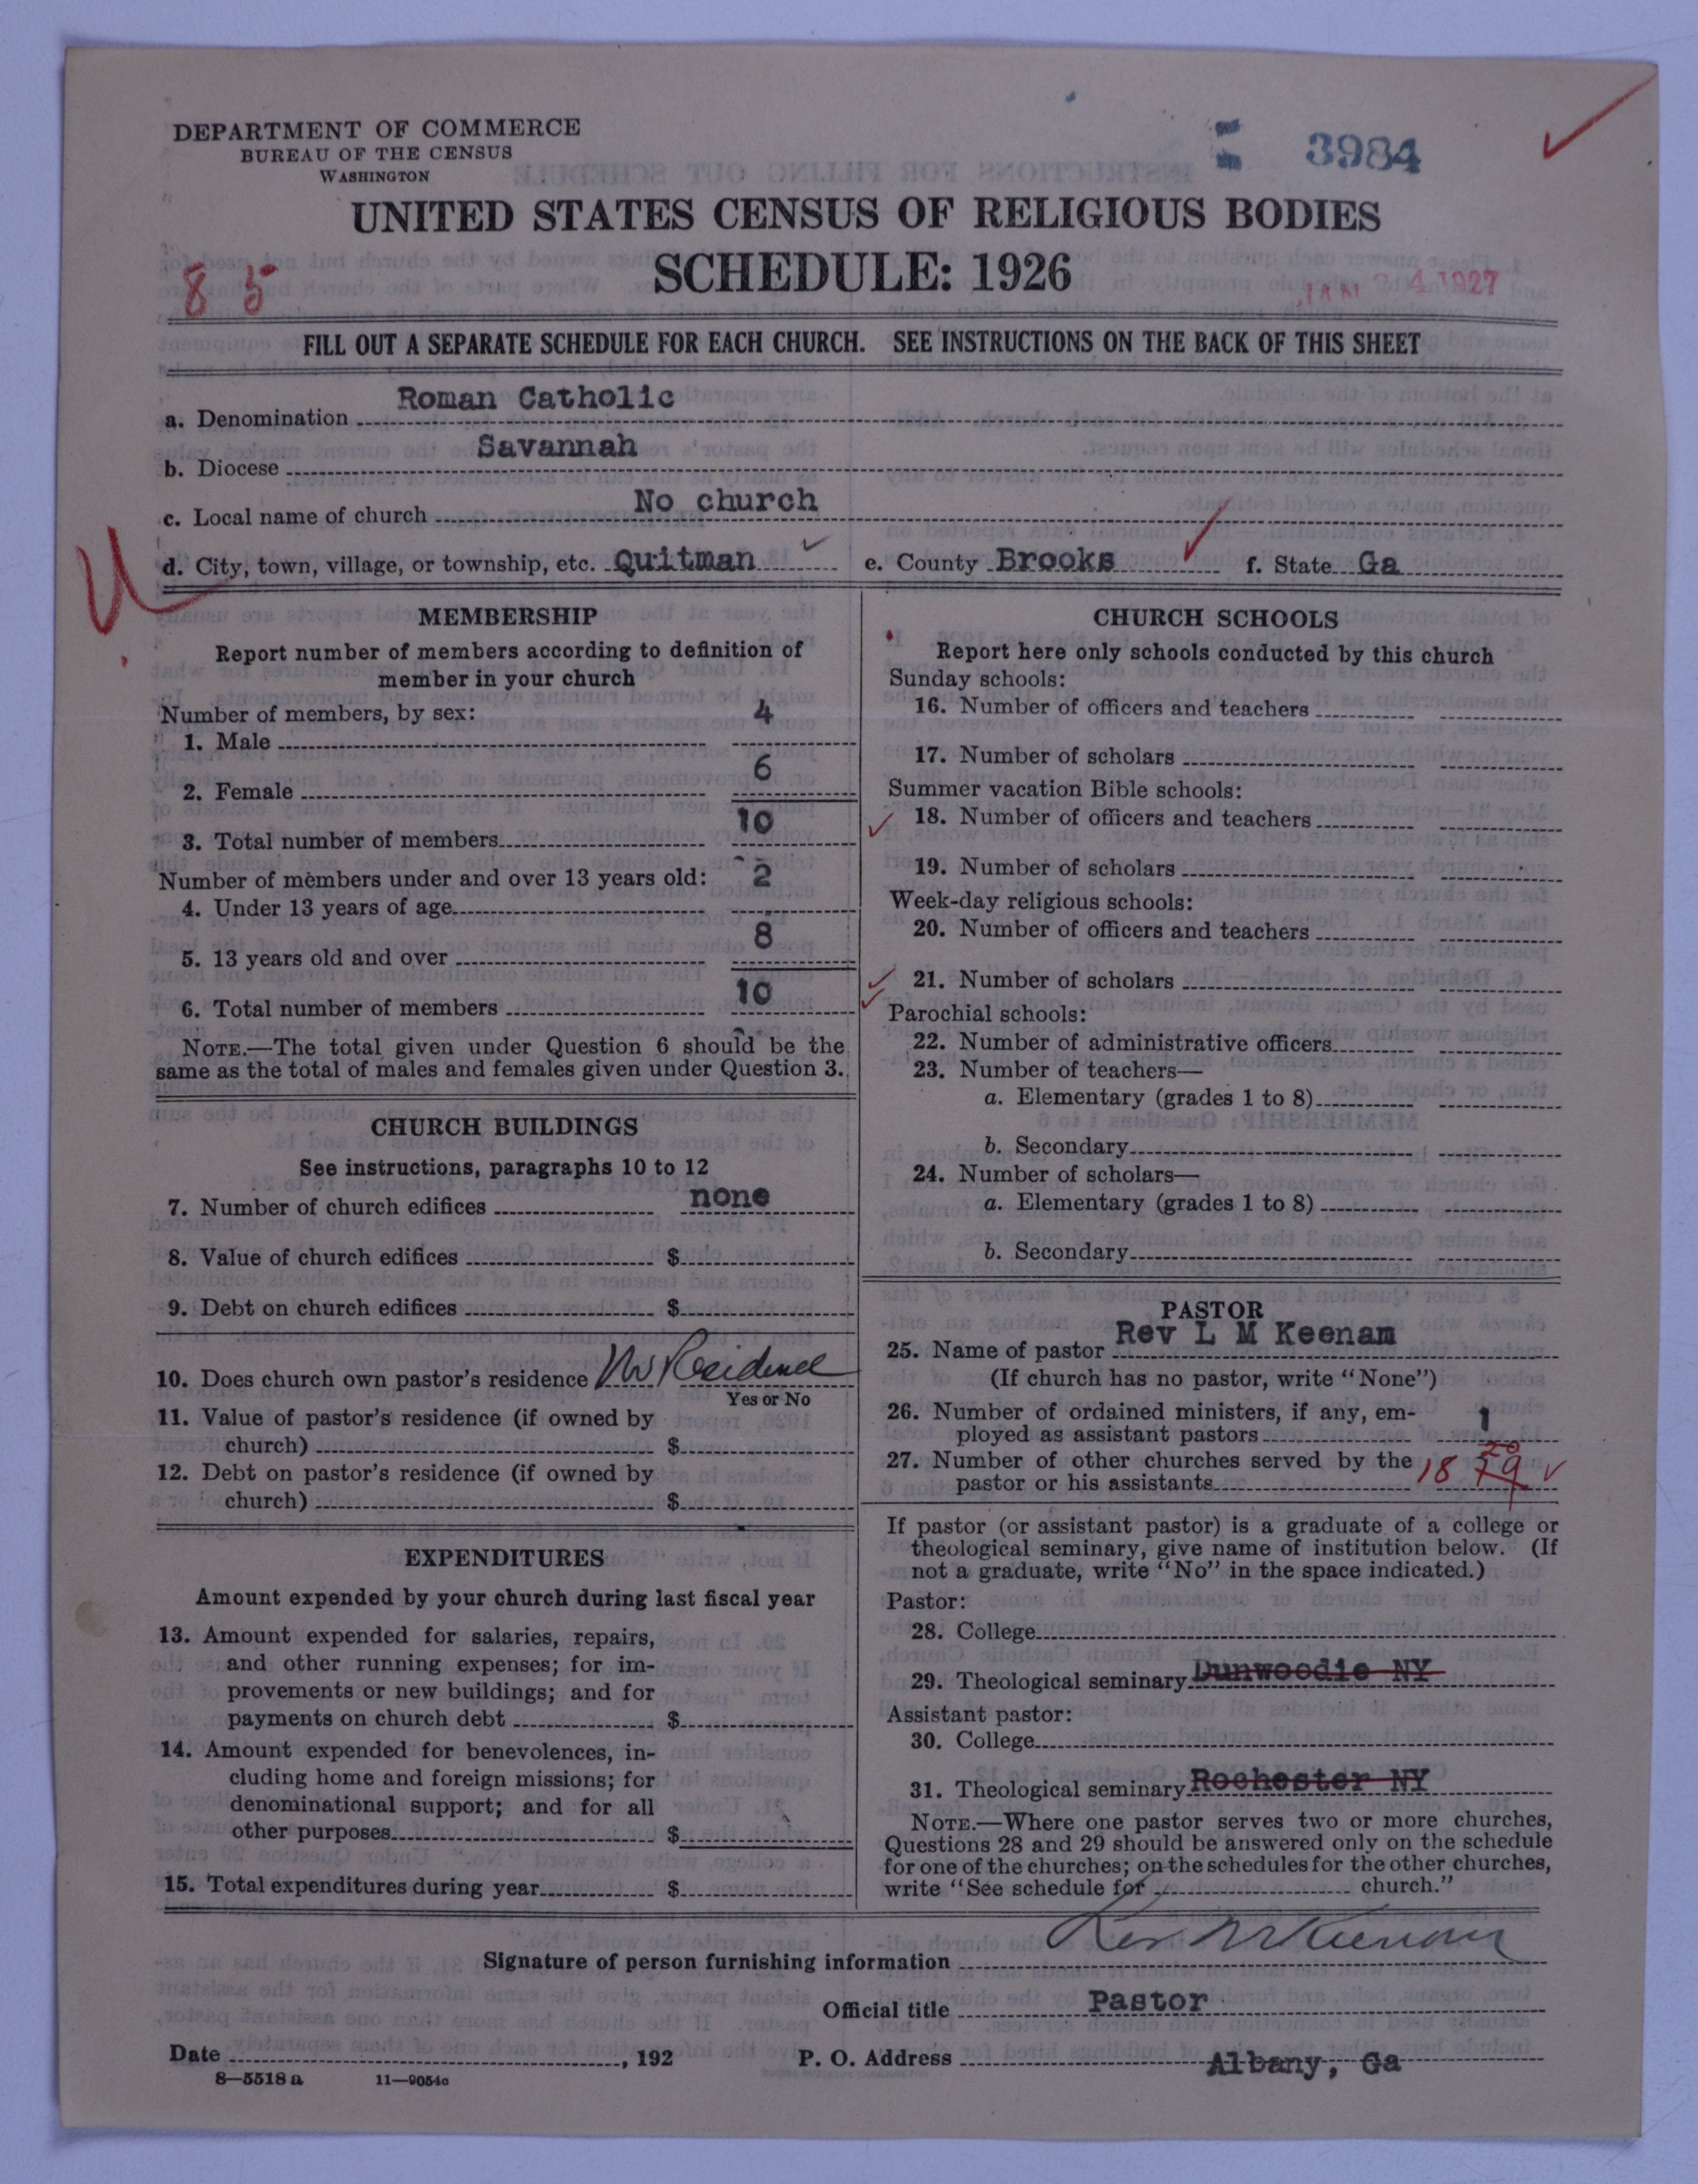 DEPARTMENT OF COMMERCE
BUREAU OF THE CENSUS
WASHINGTON
3984
UNITED STATES CENSUS OF RELIGIOUS BODIES
SCHEDULE: 1926
85
JAN 24 1927
FILL OUT A SEPARATE SCHEDULE FOR EACH CHURCH. SEE INSTRUCTIONS ON THE BACK OF THIS SHEET
a. Denomination Roman Catholic
b. Diocese Savannah
c. Local name of church No church
d. City, town, village, or township, etc. Quitman e. County Brooks f. State Ga
MEMBERSHIP
Report number of members according to definition of
member in your church
Number of members, by sex:
1. Male 4
2. Female 6
3. Total number of members 10
Number of members under and over 13 years old:
4. Under 13 years of age 2
5. 13 years old and over 8
6. Total number of members 10
NOTE.—The total given under Question 6 should be the
same as the total of males and females given under Question 3.
CHURCH BUILDINGS
See instructions, paragraphs 10 to 12
7. Number of church edifices none
8. Value of church edifices $
9. Debt on church edifices $
10. Does church own pastor's residence No Residence
Yes or No
11. Value of pastor's residence (if owned by
church) $
12. Debt on pastor's residence (if owned by
church) $
EXPENDITURES
Amount expended by your church during last fiscal year
13. Amount expended for salaries, repairs,
and other running expenses; for im-
provements or new buildings; and for
payments on church debt $
14. Amount expended for benevolences, in-
cluding home and foreign missions; for
denominational support; and for all
other purposes $
15. Total expenditures during year $
CHURCH SCHOOLS
Report here only schools conducted by this church
Sunday schools:
16. Number of officers and teachers
17. Number of scholars
Summer vacation Bible schools:
18. Number of officers and teachers
19. Number of scholars
Week-day religious schools:
20. Number of officers and teachers
21. Number of scholars
Parochial schools:
22. Number of administrative officers
23. Number of teachers—
a. Elementary (grades 1 to 8)
b. Secondary
24. Number of scholars—
a. Elementary (grades 1 to 8)
b. Secondary
PASTOR
25. Name of pastor Rev L M Keenan
(If church has no pastor, write "None")
26. Number of ordained ministers, if any, em-
ployed as assistant pastors 1
27. Number of other churches served by the
pastor or his assistants 18
If pastor (or assistant pastor) is a graduate of a college or
theological seminary, give name of institution below. (If
not a graduate, write "No" in the space indicated.)
Pastor:
28. College
29. Theological seminary Dunwoodie NY
Assistant pastor:
30. College
31. Theological seminary Rochester NY
NOTE.—Where one pastor serves two or more churches,
Questions 28 and 29 should be answered only on the schedule
for one of the churches; on the schedules for the other churches,
write "See schedule for church."
Signature of person furnishing information Rev L M Keenan
Official title Pastor
Date , 192 P. O. Address Albany, Ga
8—5518 a 11—9054c